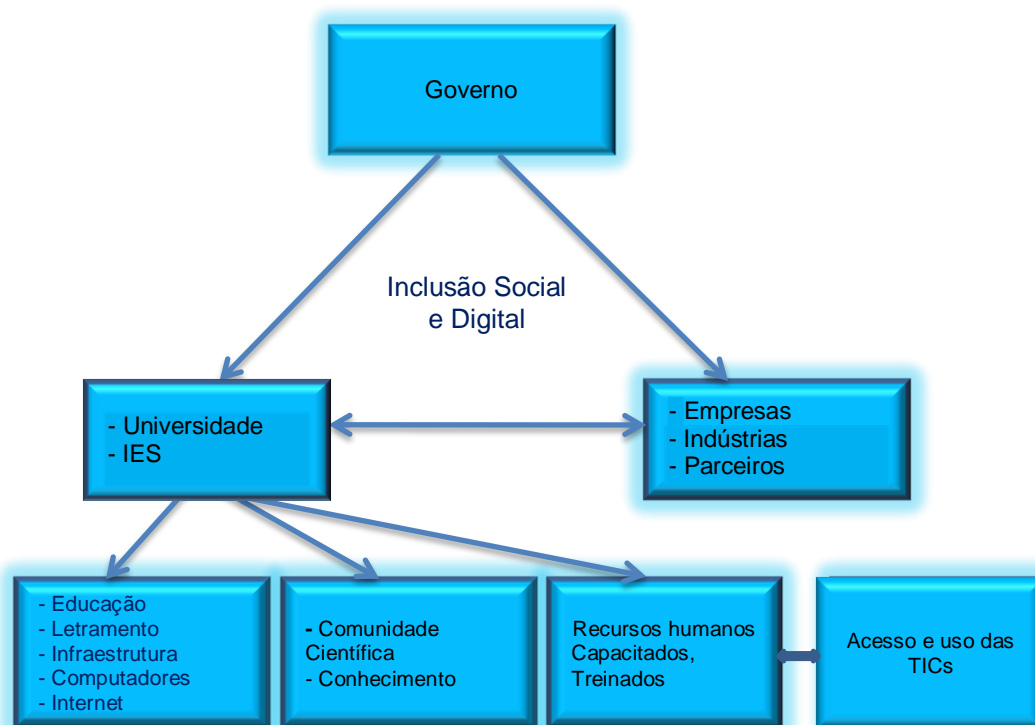 Governo
Inclusão Social
e Digital
- Universidade
- IES
- Empresas
- Indústrias
- Parceiros
- Educação
- Letramento
- Infraestrutura
- Computadores
- Internet
- Comunidade
Científica
- Conhecimento
Recursos humanos
Capacitados,
Treinados
Acesso e uso das
TICs